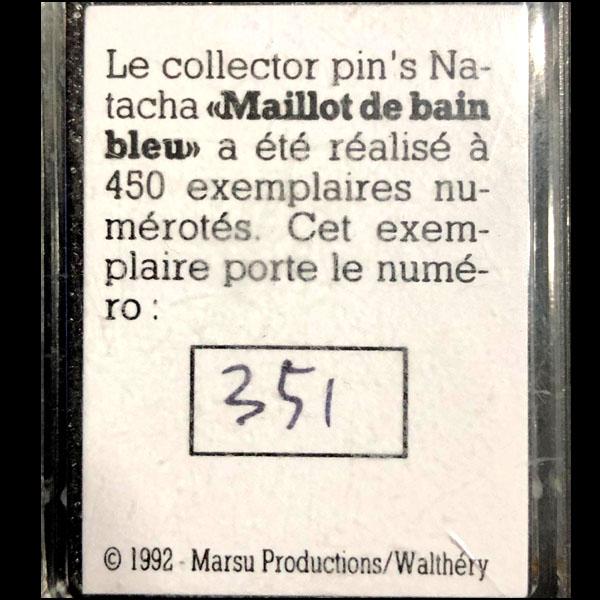 Le collector pin's Na-
tacha «Maillot de bain
bleu» a été réalisé à
450 exemplaires nu-
mérotés. Cet exem-
plaire porte le numé-
ro :
351
© 1992 - Marsu Productions/Walthéry